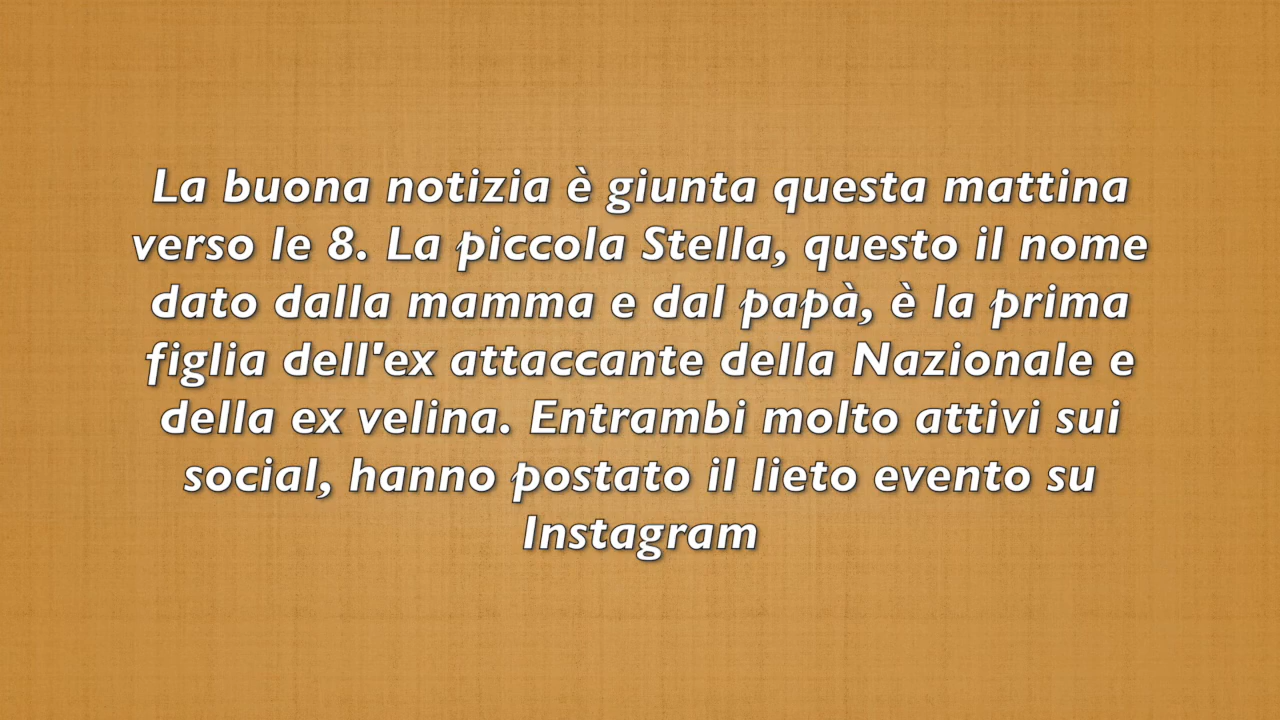 La buona notizia è giunta questa mattina
verso le 8. La piccola Stella, questo il nome
dato dalla mamma e dal papà, è la prima
figlia dell'ex attaccante della Nazionale e
della ex velina. Entrambi molto attivi sui
social, hanno postato il lieto evento su
Instagram